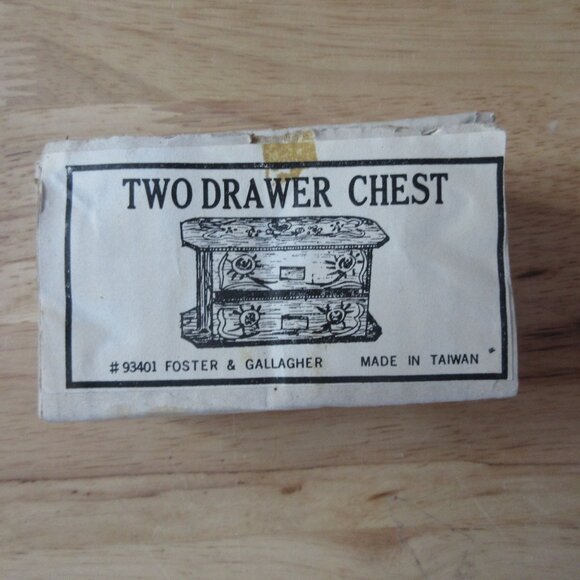 TWO DRAWER CHEST
# 93401 FOSTER & GALLAGHER MADE IN TAIWAN